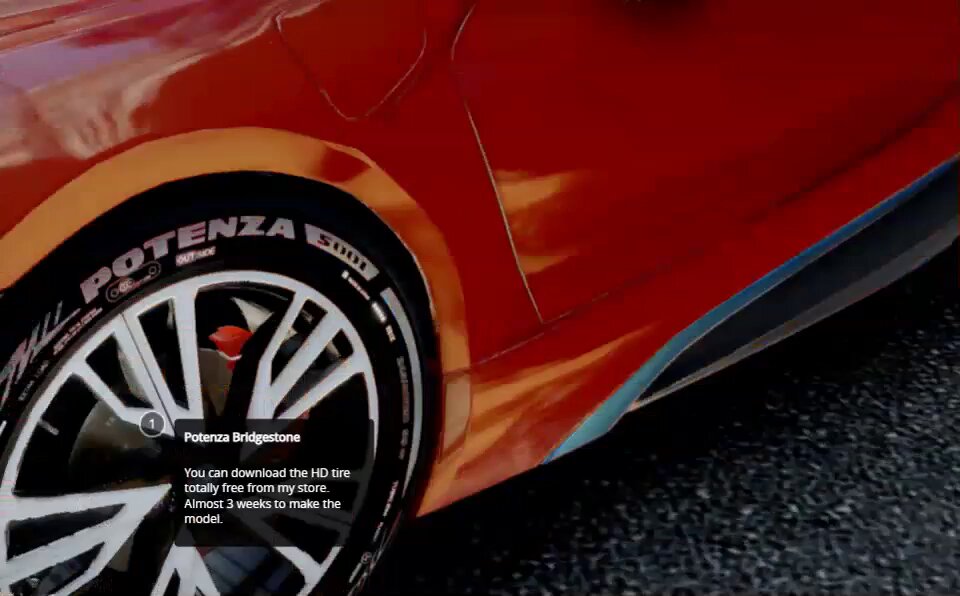 POTENZA S001
OUTSIDE
1
Potenza Bridgestone
You can download the HD tire
totally free from my store.
Almost 3 weeks to make the
model.